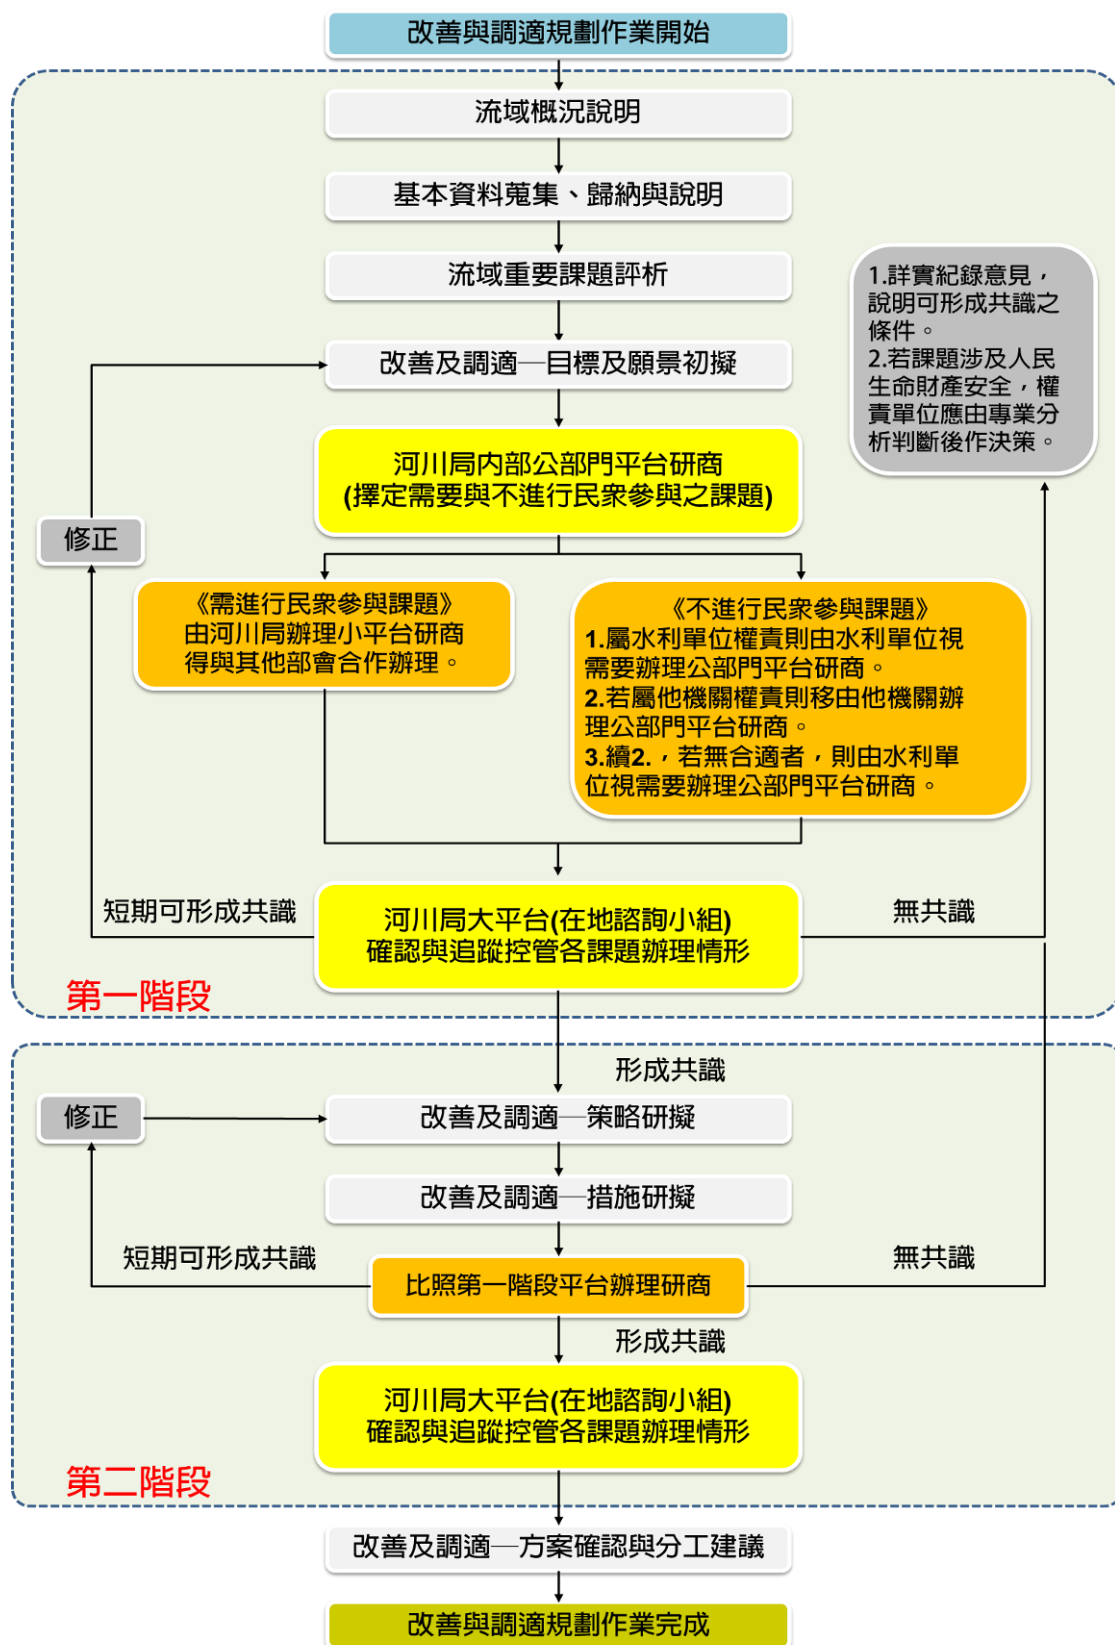 改善與調適規劃作業開始
流域概況說明
基本資料蒐集、歸納與說明
流域重要課題評析
1.詳實紀錄意見，
說明可形成共識之
條件。
2.若課題涉及人民
生命財產安全，權
責單位應由專業分
析判斷後作決策。
改善及調適—目標及願景初擬
河川局內部公部門平台研商
(擇定需要與不進行民眾參與之課題)
修正
《需進行民眾參與課題》
由河川局辦理小平台研商
得與其他部會合作辦理。
《不進行民眾參與課題》
1.屬水利單位權責則由水利單位視
需要辦理公部門平台研商。
2.若屬他機關權責則移由他機關辦
理公部門平台研商。
3.續2.，若無合適者，則由水利單
位視需要辦理公部門平台研商。
短期可形成共識
河川局大平台(在地諮詢小組)
確認與追蹤控管各課題辦理情形
無共識
第一階段
形成共識
修正
改善及調適—策略研擬
改善及調適—措施研擬
短期可形成共識
比照第一階段平台辦理研商
無共識
形成共識
河川局大平台(在地諮詢小組)
確認與追蹤控管各課題辦理情形
第二階段
改善及調適—方案確認與分工建議
改善與調適規劃作業完成